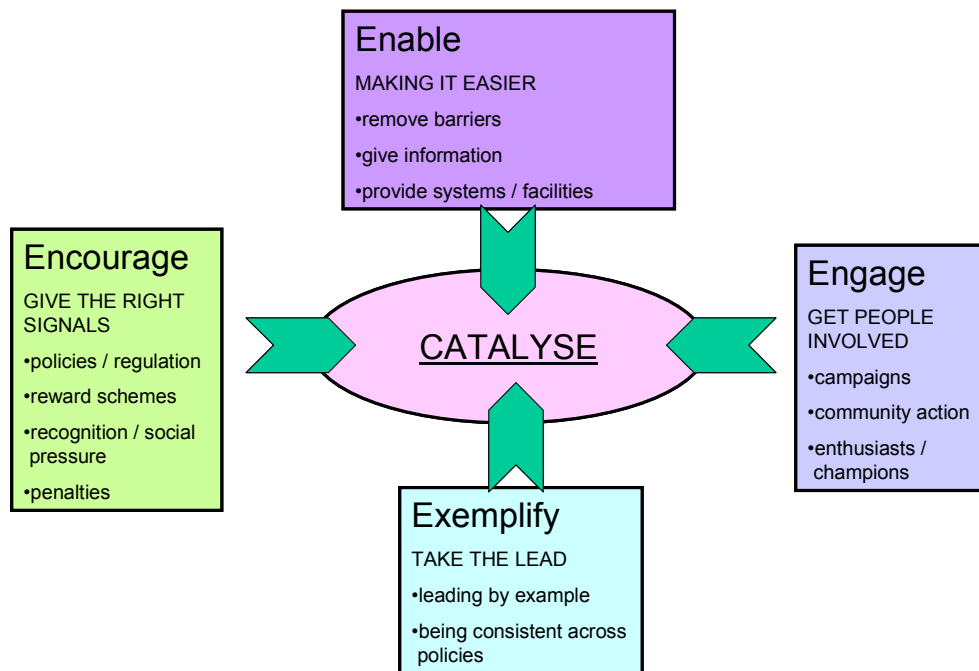 Enable
MAKING IT EASIER
•remove barriers
•give information
•provide systems / facilities
Encourage
GIVE THE RIGHT
SIGNALS
•policies / regulation
•reward schemes
•recognition / social
pressure
•penalties
CATALYSE
Engage
GET PEOPLE
INVOLVED
•campaigns
•community action
•enthusiasts /
champions
Exemplify
TAKE THE LEAD
•leading by example
•being consistent across
policies